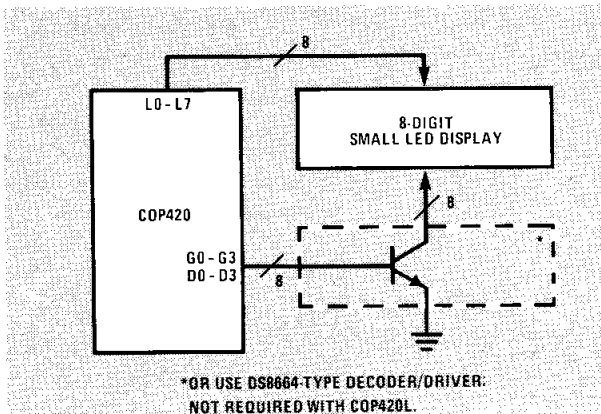 8
L0 - L7
8-DIGIT
SMALL LED DISPLAY
COP420
8
*
G0 - G3
D0 - D3
8
*OR USE DS8664-TYPE DECODER/DRIVER.
NOT REQUIRED WITH COP420L.